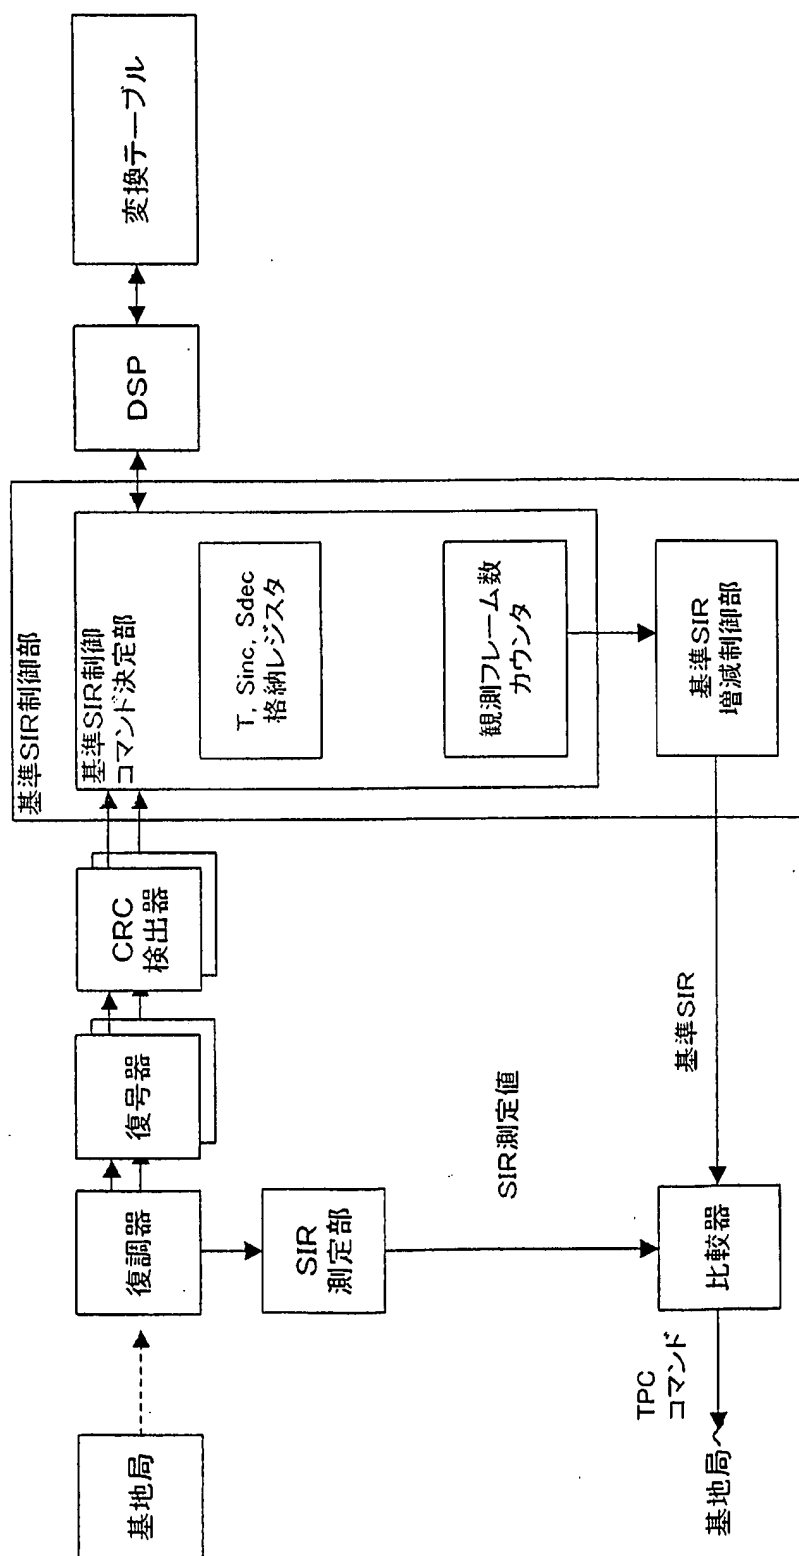 基地局
復調器
復号器
CRC
検出器
基準SIR制御部
基準SIR制御
コマンド決定部
T, Sinc, Sdec
格納レジスタ
観測フレーム数
カウンタ
DSP
変換テーブル
SIR
測定部
SIR測定値
基準SIR
増減制御部
基準SIR
比較器
TPC
コマンド
基地局へ